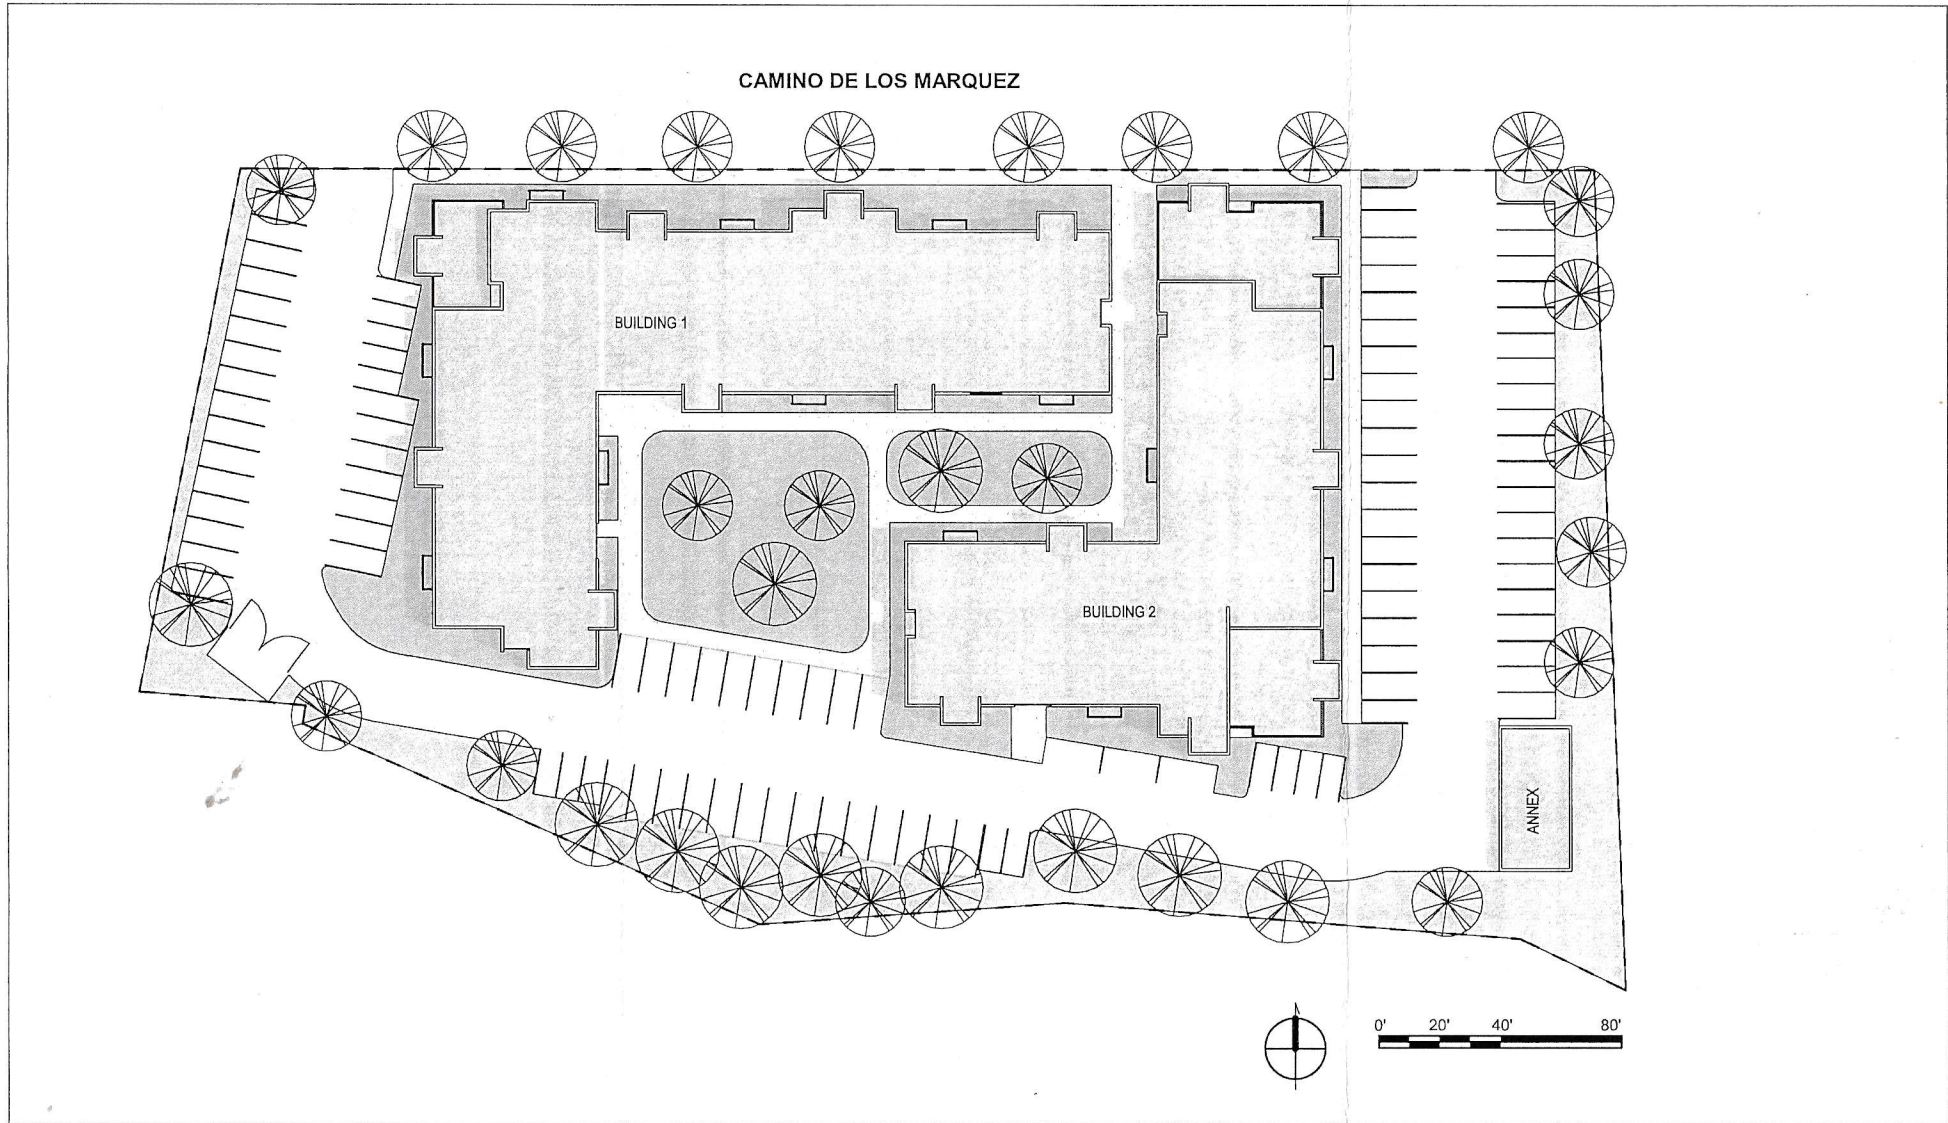 CAMINO DE LOS MARQUEZ
BUILDING 1
BUILDING 2
ANNEX
N
0' 20' 40' 80'